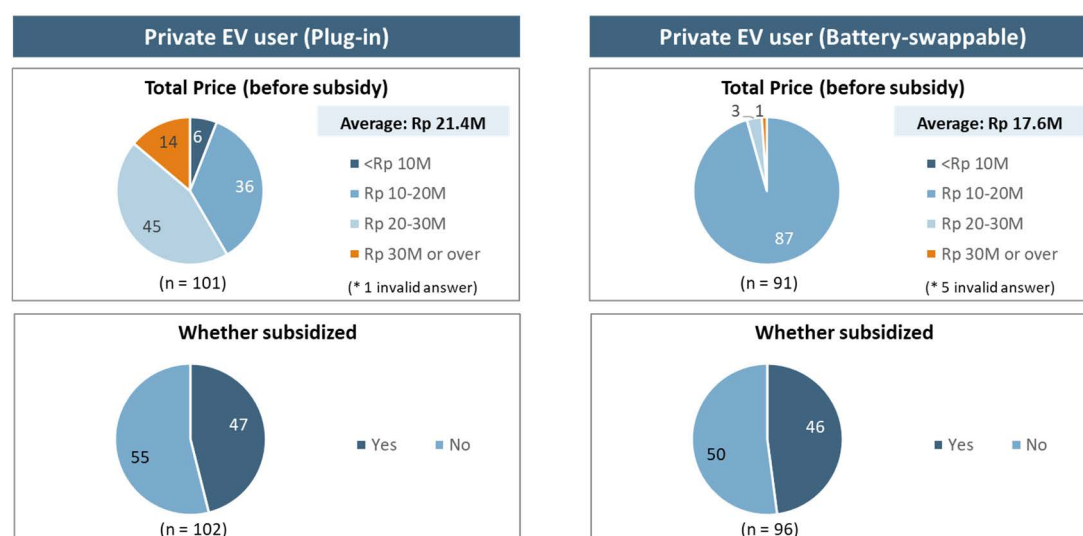 Private EV user (Plug-in)
Total Price (before subsidy)
Average: Rp 21.4M
6
14
36
45
<Rp 10M
Rp 10-20M
Rp 20-30M
Rp 30M or over
(n = 101)
(* 1 invalid answer)
Whether subsidized
47
55
Yes No
(n = 102)
Private EV user (Battery-swappable)
Total Price (before subsidy)
Average: Rp 17.6M
3 1
87
<Rp 10M
Rp 10-20M
Rp 20-30M
Rp 30M or over
(n = 91)
(* 5 invalid answer)
Whether subsidized
46
50
Yes No
(n = 96)